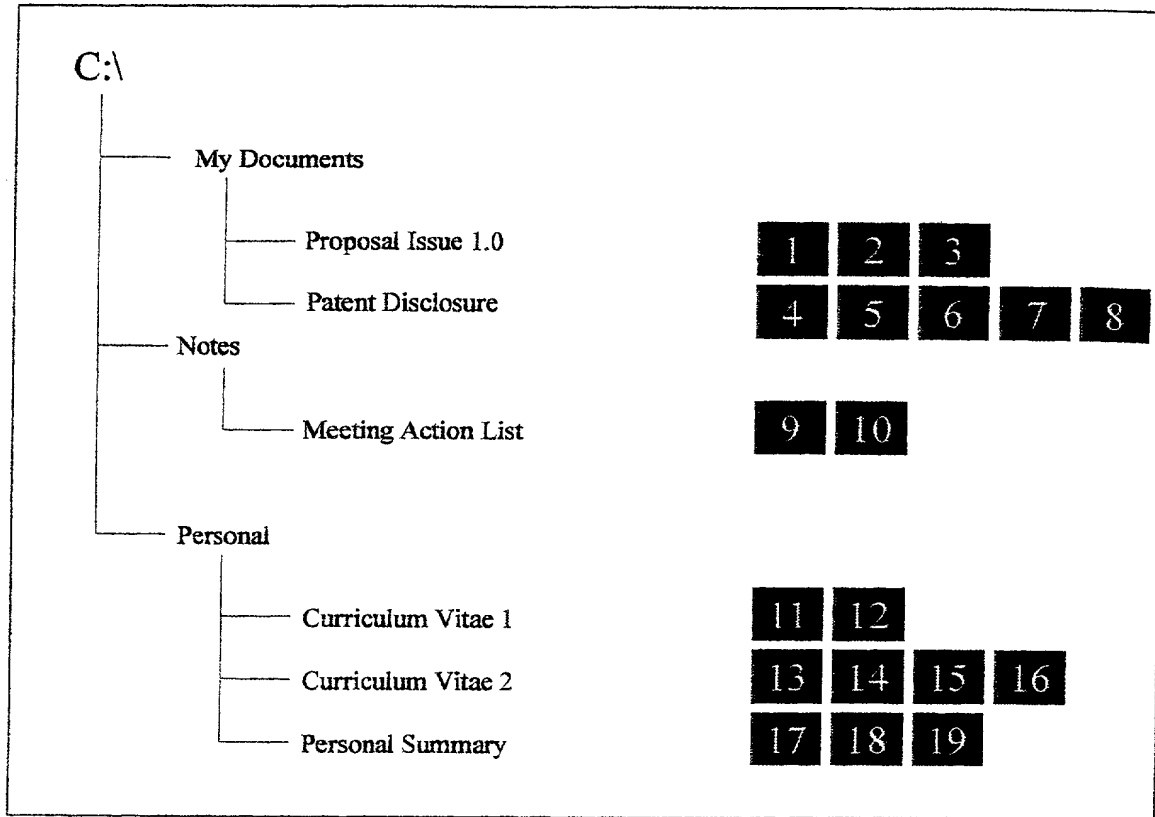 C:\
My Documents
Proposal Issue 1.0 1 2 3
Patent Disclosure 4 5 6 7 8
Notes
Meeting Action List 9 10
Personal
Curriculum Vitae 1 11 12
Curriculum Vitae 2 13 14 15 16
Personal Summary 17 18 19